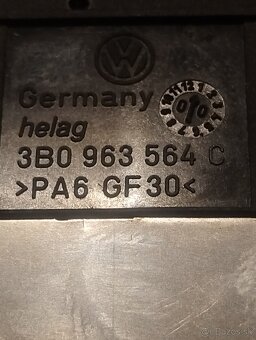 Germany
helag
3B0 963 564 C
>PA6 GF30<